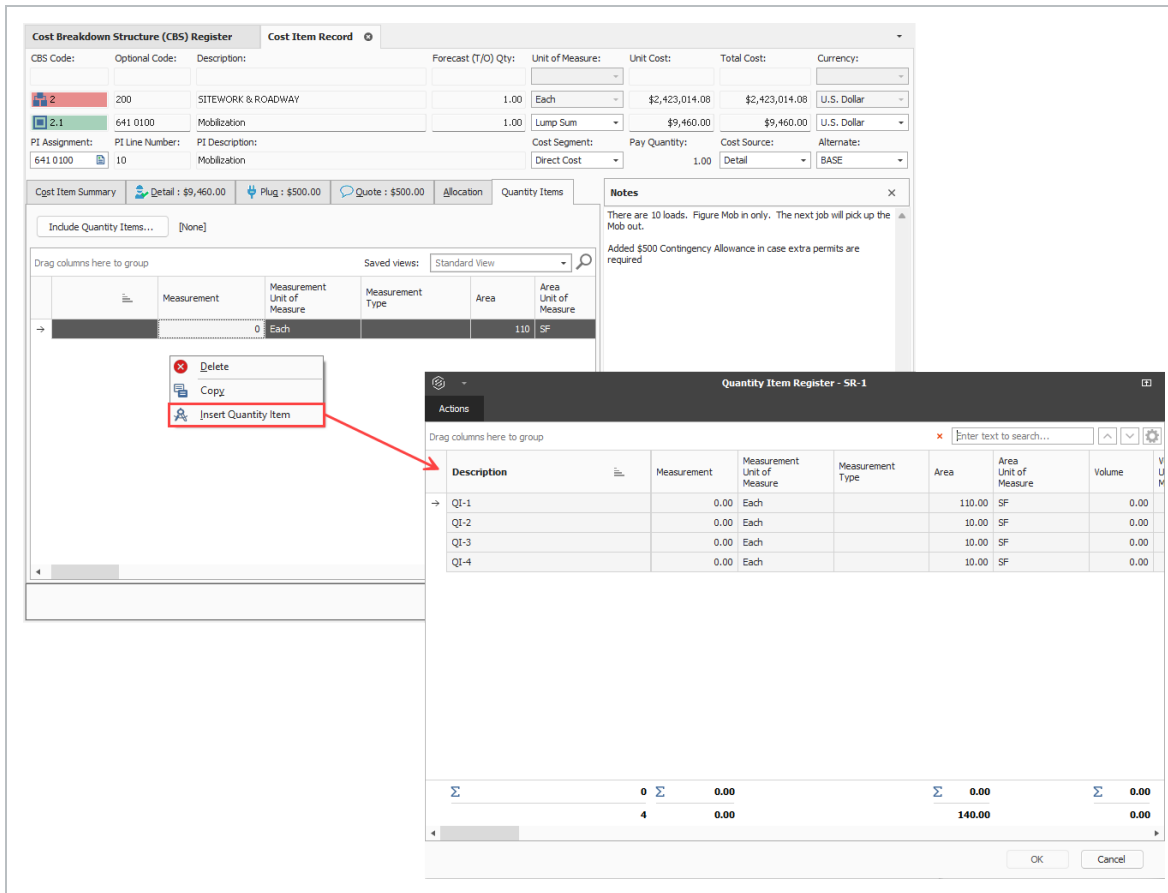 Cost Breakdown Structure (CBS) Register Cost Item Record
CBS Code: Optional Code: Description: Forecast (T/O) Qty: Unit of Measure: Unit Cost: Total Cost: Currency:
2 200 SITEWORK & ROADWAY 1.00 Each $2,423,014.08 $2,423,014.08 U.S. Dollar
2.1 641 0100 Mobilization 1.00 Lump Sum $9,460.00 $9,460.00 U.S. Dollar
PI Assignment: PI Line Number: PI Description: Cost Segment: Pay Quantity: Cost Source: Alternate:
641 0100 10 Mobilization Direct Cost 1.00 Detail BASE
Cost Item Summary Detail : $9,460.00 Plug : $500.00 Quote : $500.00 Allocation Quantity Items
Notes
There are 10 loads. Figure Mob in only. The next job will pick up the
Mob out.
Added $500 Contingency Allowance in case extra permits are
required
Include Quantity Items... [None]
Drag columns here to group Saved views: Standard View
Measurement
Measurement
Unit of
Measure
Measurement
Type
Area
Area
Unit of
Measure
0 Each 110 SF
Delete
Copy
Insert Quantity Item
Quantity Item Register - SR-1
Actions
Drag columns here to group Enter text to search...
Description
Measurement
Measurement
Unit of
Measure
Measurement
Type
Area
Area
Unit of
Measure
Volume
V
U
M
QI-1 0.00 Each 110.00 SF 0.00
QI-2 0.00 Each 10.00 SF 0.00
QI-3 0.00 Each 10.00 SF 0.00
QI-4 0.00 Each 10.00 SF 0.00
Σ 0 Σ 0.00 Σ 0.00 Σ 0.00
4 0.00 140.00 0.00
OK Cancel